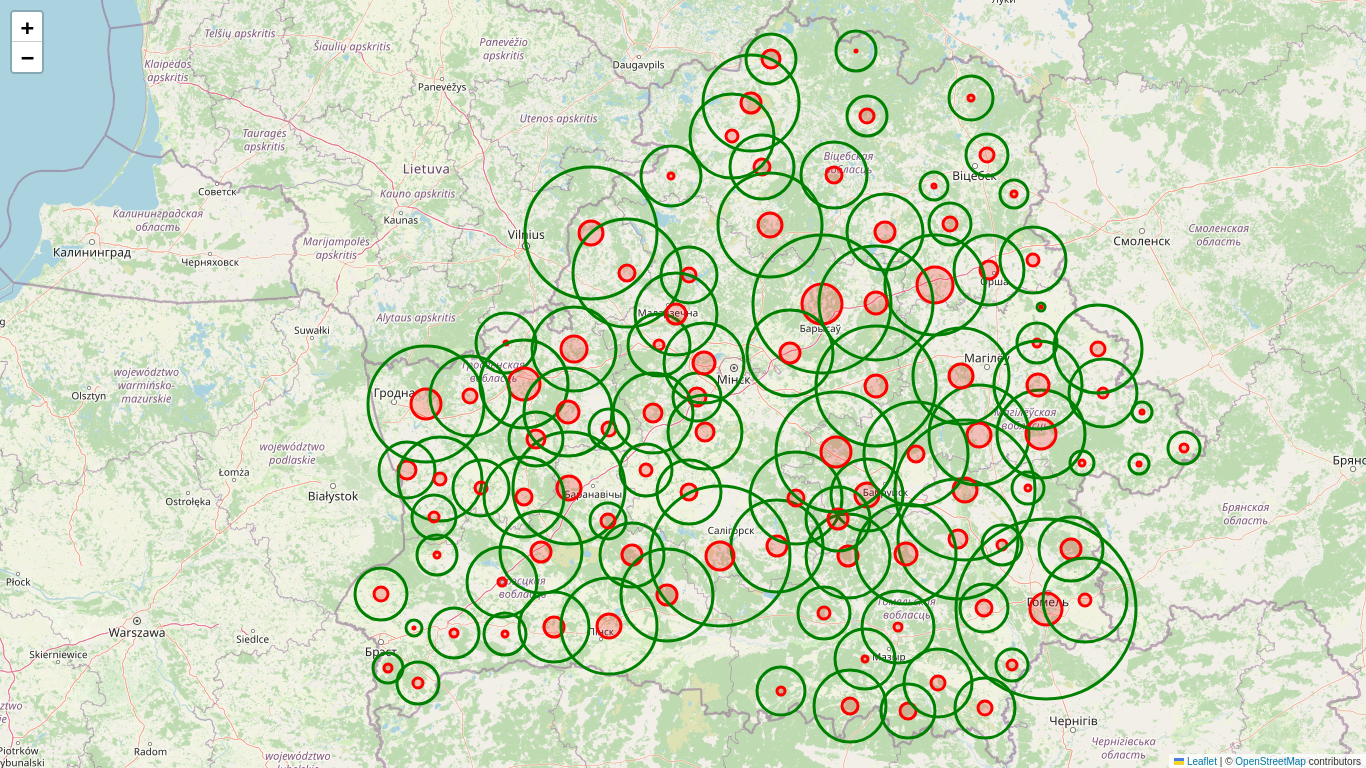 +
−
Луки
Telšių apskritis
Šiaulių apskritis
Panevėžio
apskritis
Daugavpils
Klaipėdos
apskritis
Panevėžys
Utenos apskritis
Tauragės
apskritis
Віцебская
вобласць
Lietuva
Віцебск
Советск
Kauno apskritis
Калининградская
область
Kaunas
Vilnius
Смоленская
область
Калининград
Marijampolės
apskritis
Смоленск
Черняховск
Орша
Маладзечна
Alytaus apskritis
Suwałki
Барысаў
Магілёў
Гродзенская
вобласць
Мінск
województwo
warmińsko-
mazurskie
Olsztyn
Гродна
Магілёўская
вобласць
województwo
podlaskie
Łomża
Брянс
Białystok
Ostrołęka
Баранавічы
Бабруйск
Брянская
область
Салігорск
Płock
Брэсцкая
вобласць
Гомельская
вобласць
Гомель
Warszawa
Siedlce
Пінск
Skierniewice
Брэст
Мазыр
Чернігів
Piotrków
rybunalski
Radom
województwo
lubelskie
Чернігівська
область
Leaflet | © OpenStreetMap contributors